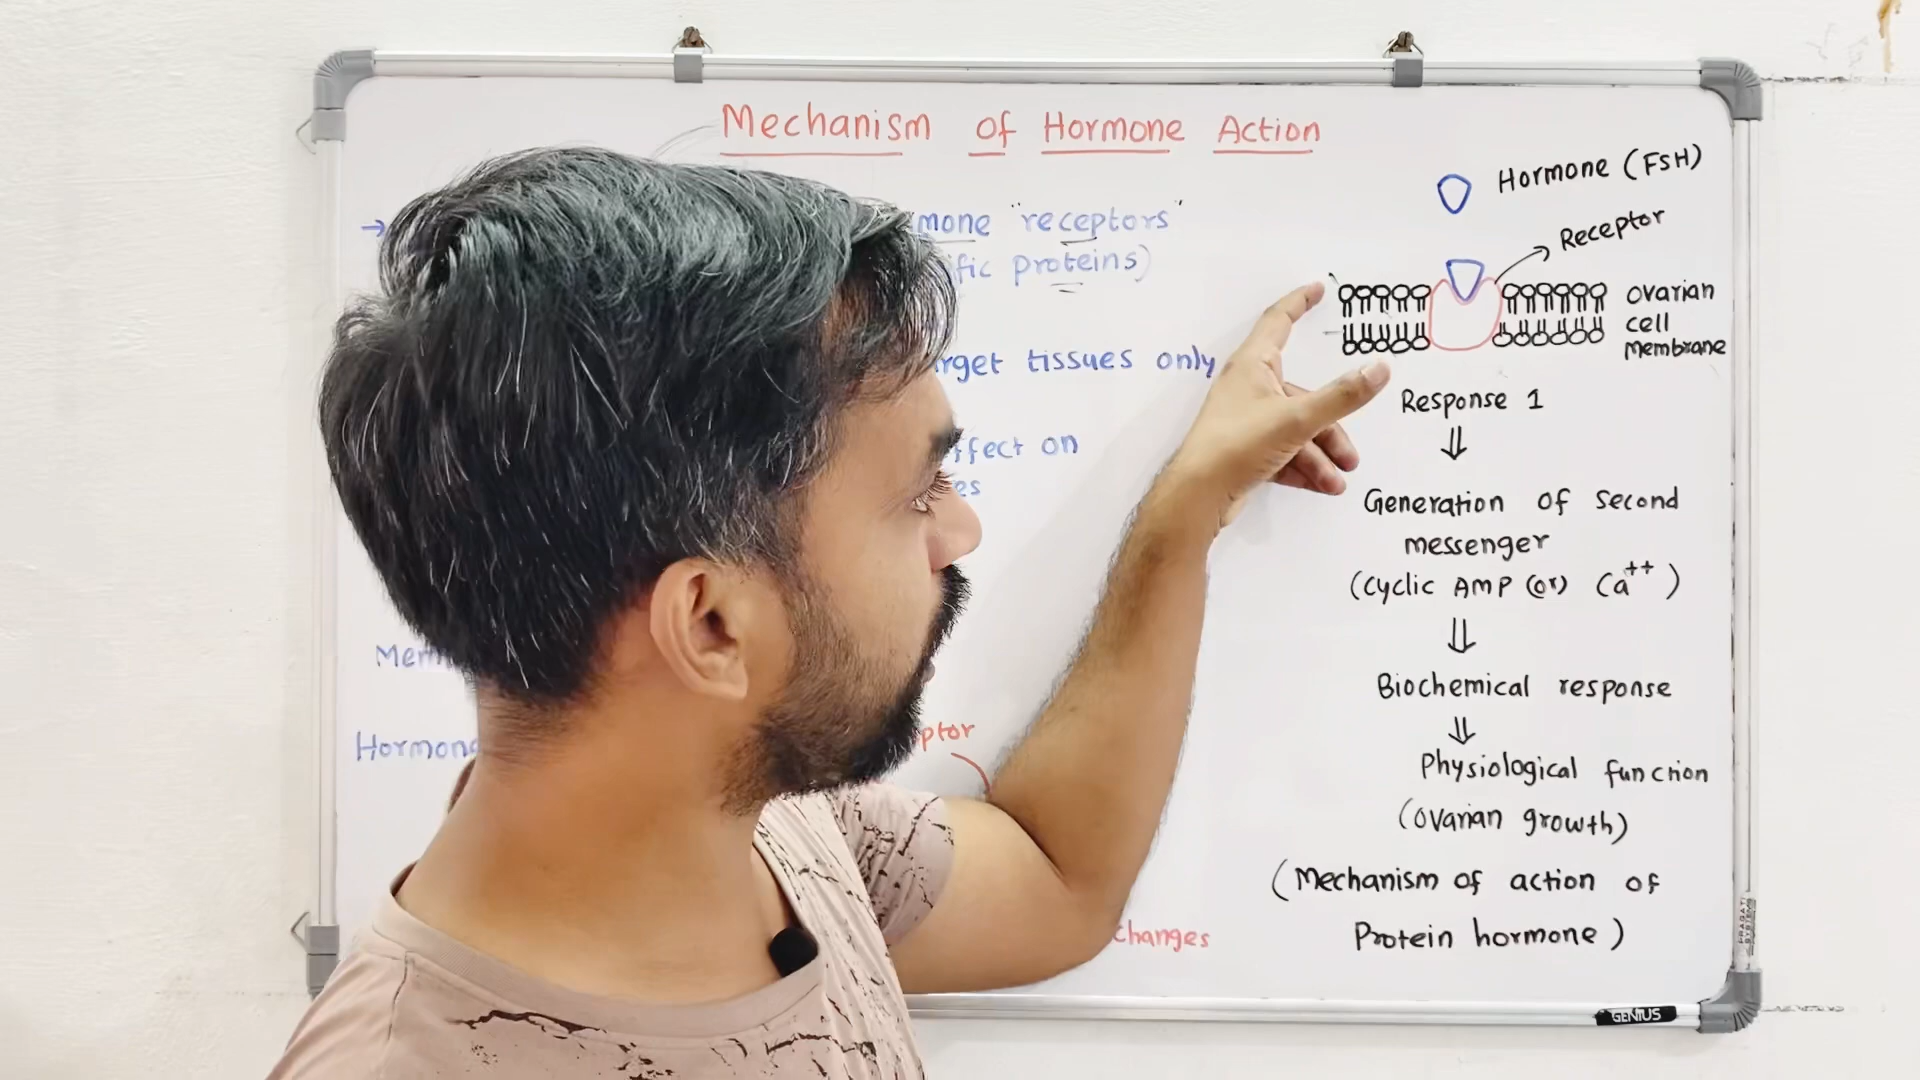 Mechanism of Hormone Action
mone "receptors"
fic proteins)
rget tissues only
ffect on
es
Hormone (FSH)
Receptor
ovarian
cell
membrane
Response 1
⇓
Generation of second
messenger
(cyclic AMP (or) Ca++)
⇓
Biochemical response
⇓
Physiological function
(ovarian growth)
(Mechanism of action of
Protein hormone)
Mem
Hormon
ptor
changes
PRAGATI
SYSTEMS
GENIUS